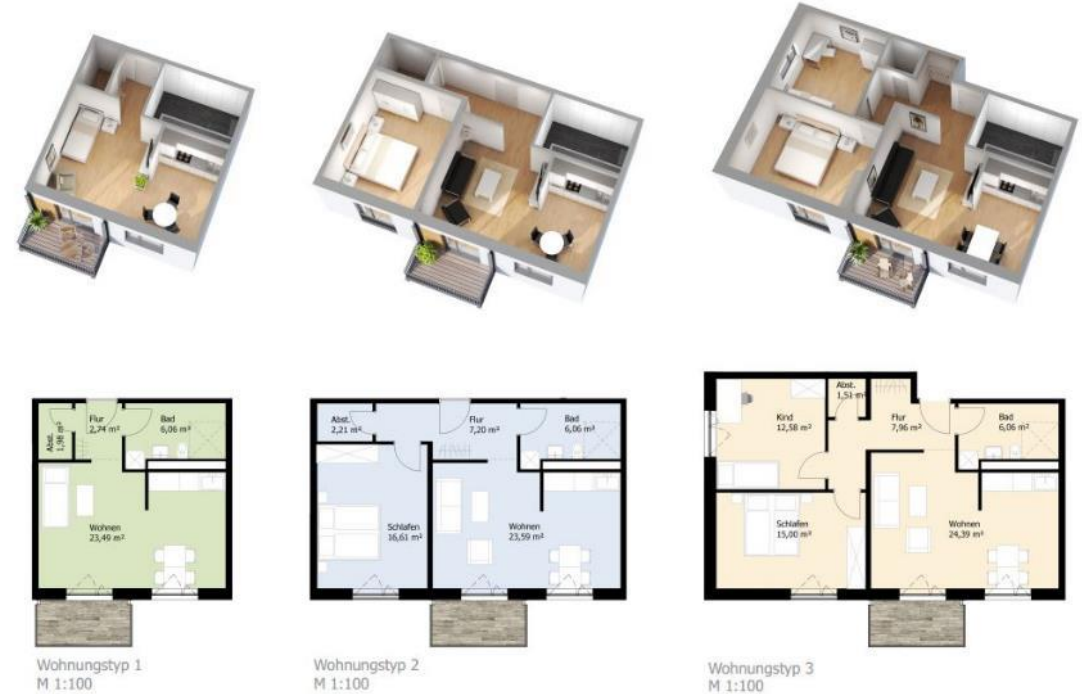 Abst.
1,98 m²
Flur
2,74 m²
Bad
6,06 m²
Wohnen
23,49 m²
Wohnungstyp 1
M 1:100
Abst.
2,21 m²
Flur
7,20 m²
Bad
6,06 m²
Schlafen
16,61 m²
Wohnen
23,59 m²
Wohnungstyp 2
M 1:100
Kind
12,58 m²
Abst.
1,51 m²
Flur
7,96 m²
Bad
6,06 m²
Schlafen
15,00 m²
Wohnen
24,39 m²
Wohnungstyp 3
M 1:100